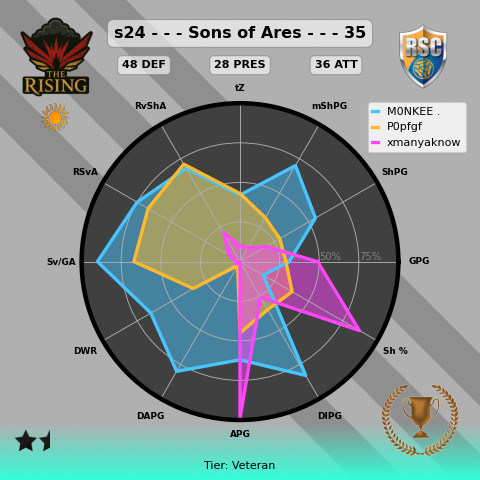 s24 - - - Sons of Ares - - - 35
48 DEF
28 PRES
36 ATT
THE
RISING
RSC
M0NKEE .
P0pfgf
xmanyaknow
tZ
mShPG
ShPG
GPG
Sh %
DIPG
APG
DAPG
DWR
Sv/GA
RSvA
RvShA
50%
75%
Tier: Veteran